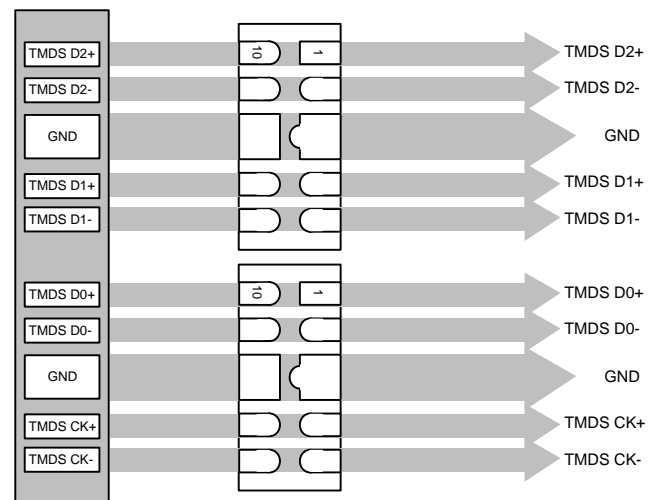 TMDS D2+ 10 1 TMDS D2+
TMDS D2- TMDS D2-
GND GND
TMDS D1+ TMDS D1+
TMDS D1- TMDS D1-
TMDS D0+ 10 1 TMDS D0+
TMDS D0- TMDS D0-
GND GND
TMDS CK+ TMDS CK+
TMDS CK- TMDS CK-